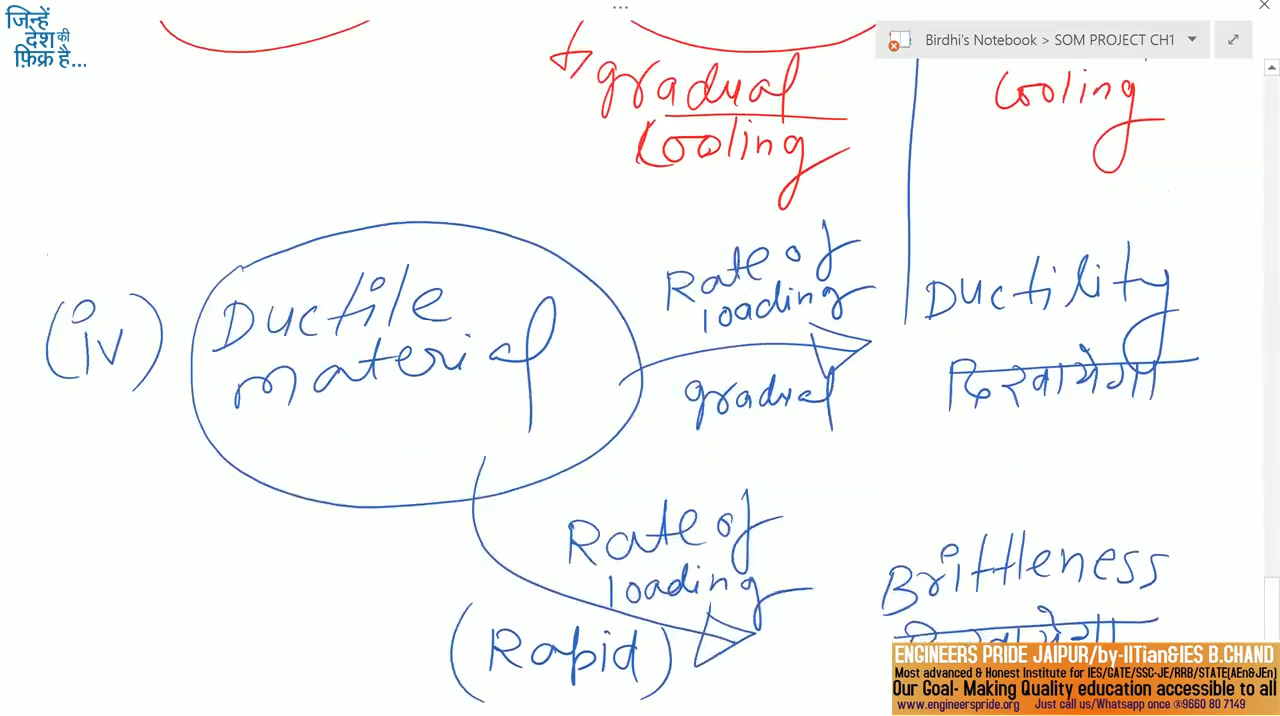 जिन्हें
देश की
फ़िक्र है...
Birdhi's Notebook > SOM PROJECT CH1
gradual
cooling
cooling
(iv)
Ductile
material
Rate of
loading
gradual
Ductility
दिखायेगा
Rate of
loading
(Rapid)
Brittleness
दिखायेगा
ENGINEERS PRIDE JAIPUR/by-IITian&IES B.CHAND
Most advanced & Honest Institute for IES/GATE/SSC-JE/RRB/STATE(AEn&JEn)
Our Goal- Making Quality education accessible to all
www.engineerspride.org Just call us/Whatsapp once @9660 80 7149